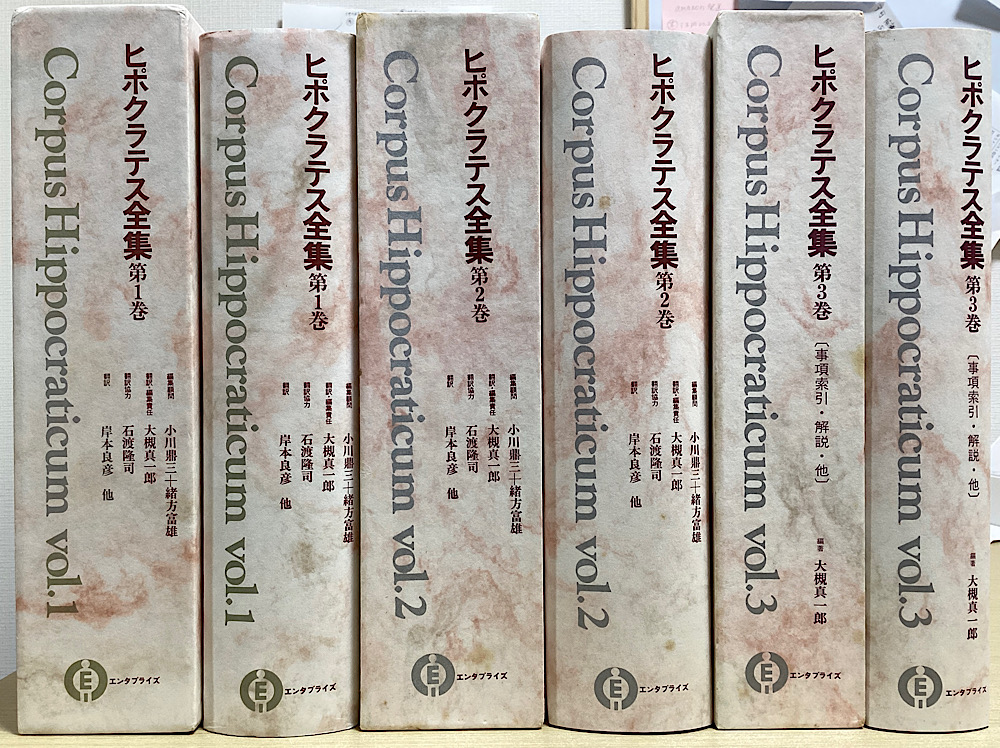 Corpus Hippocraticum vol.1
ヒポクラテス全集 第1巻
編集顧問 小川鼎三+緒方富雄
翻訳・編集責任 大槻真一郎
翻訳協力 石渡隆司
翻訳 岸本良彦 他
エンタプライズ
Corpus Hippocraticum vol.1
ヒポクラテス全集 第1巻
編集顧問 小川鼎三+緒方富雄
翻訳・編集責任 大槻真一郎
翻訳協力 石渡隆司
翻訳 岸本良彦 他
エンタプライズ
Corpus Hippocraticum vol.2
ヒポクラテス全集 第2巻
編集顧問 小川鼎三+緒方富雄
翻訳・編集責任 大槻真一郎
翻訳協力 石渡隆司
翻訳 岸本良彦 他
エンタプライズ
Corpus Hippocraticum vol.2
ヒポクラテス全集 第2巻
編集顧問 小川鼎三+緒方富雄
翻訳・編集責任 大槻真一郎
翻訳協力 石渡隆司
翻訳 岸本良彦 他
エンタプライズ
Corpus Hippocraticum vol.3
ヒポクラテス全集 第3巻
〔事項索引・解説・他〕
編著 大槻真一郎
エンタプライズ
Corpus Hippocraticum vol.3
ヒポクラテス全集 第3巻
〔事項索引・解説・他〕
編著 大槻真一郎
エンタプライズ